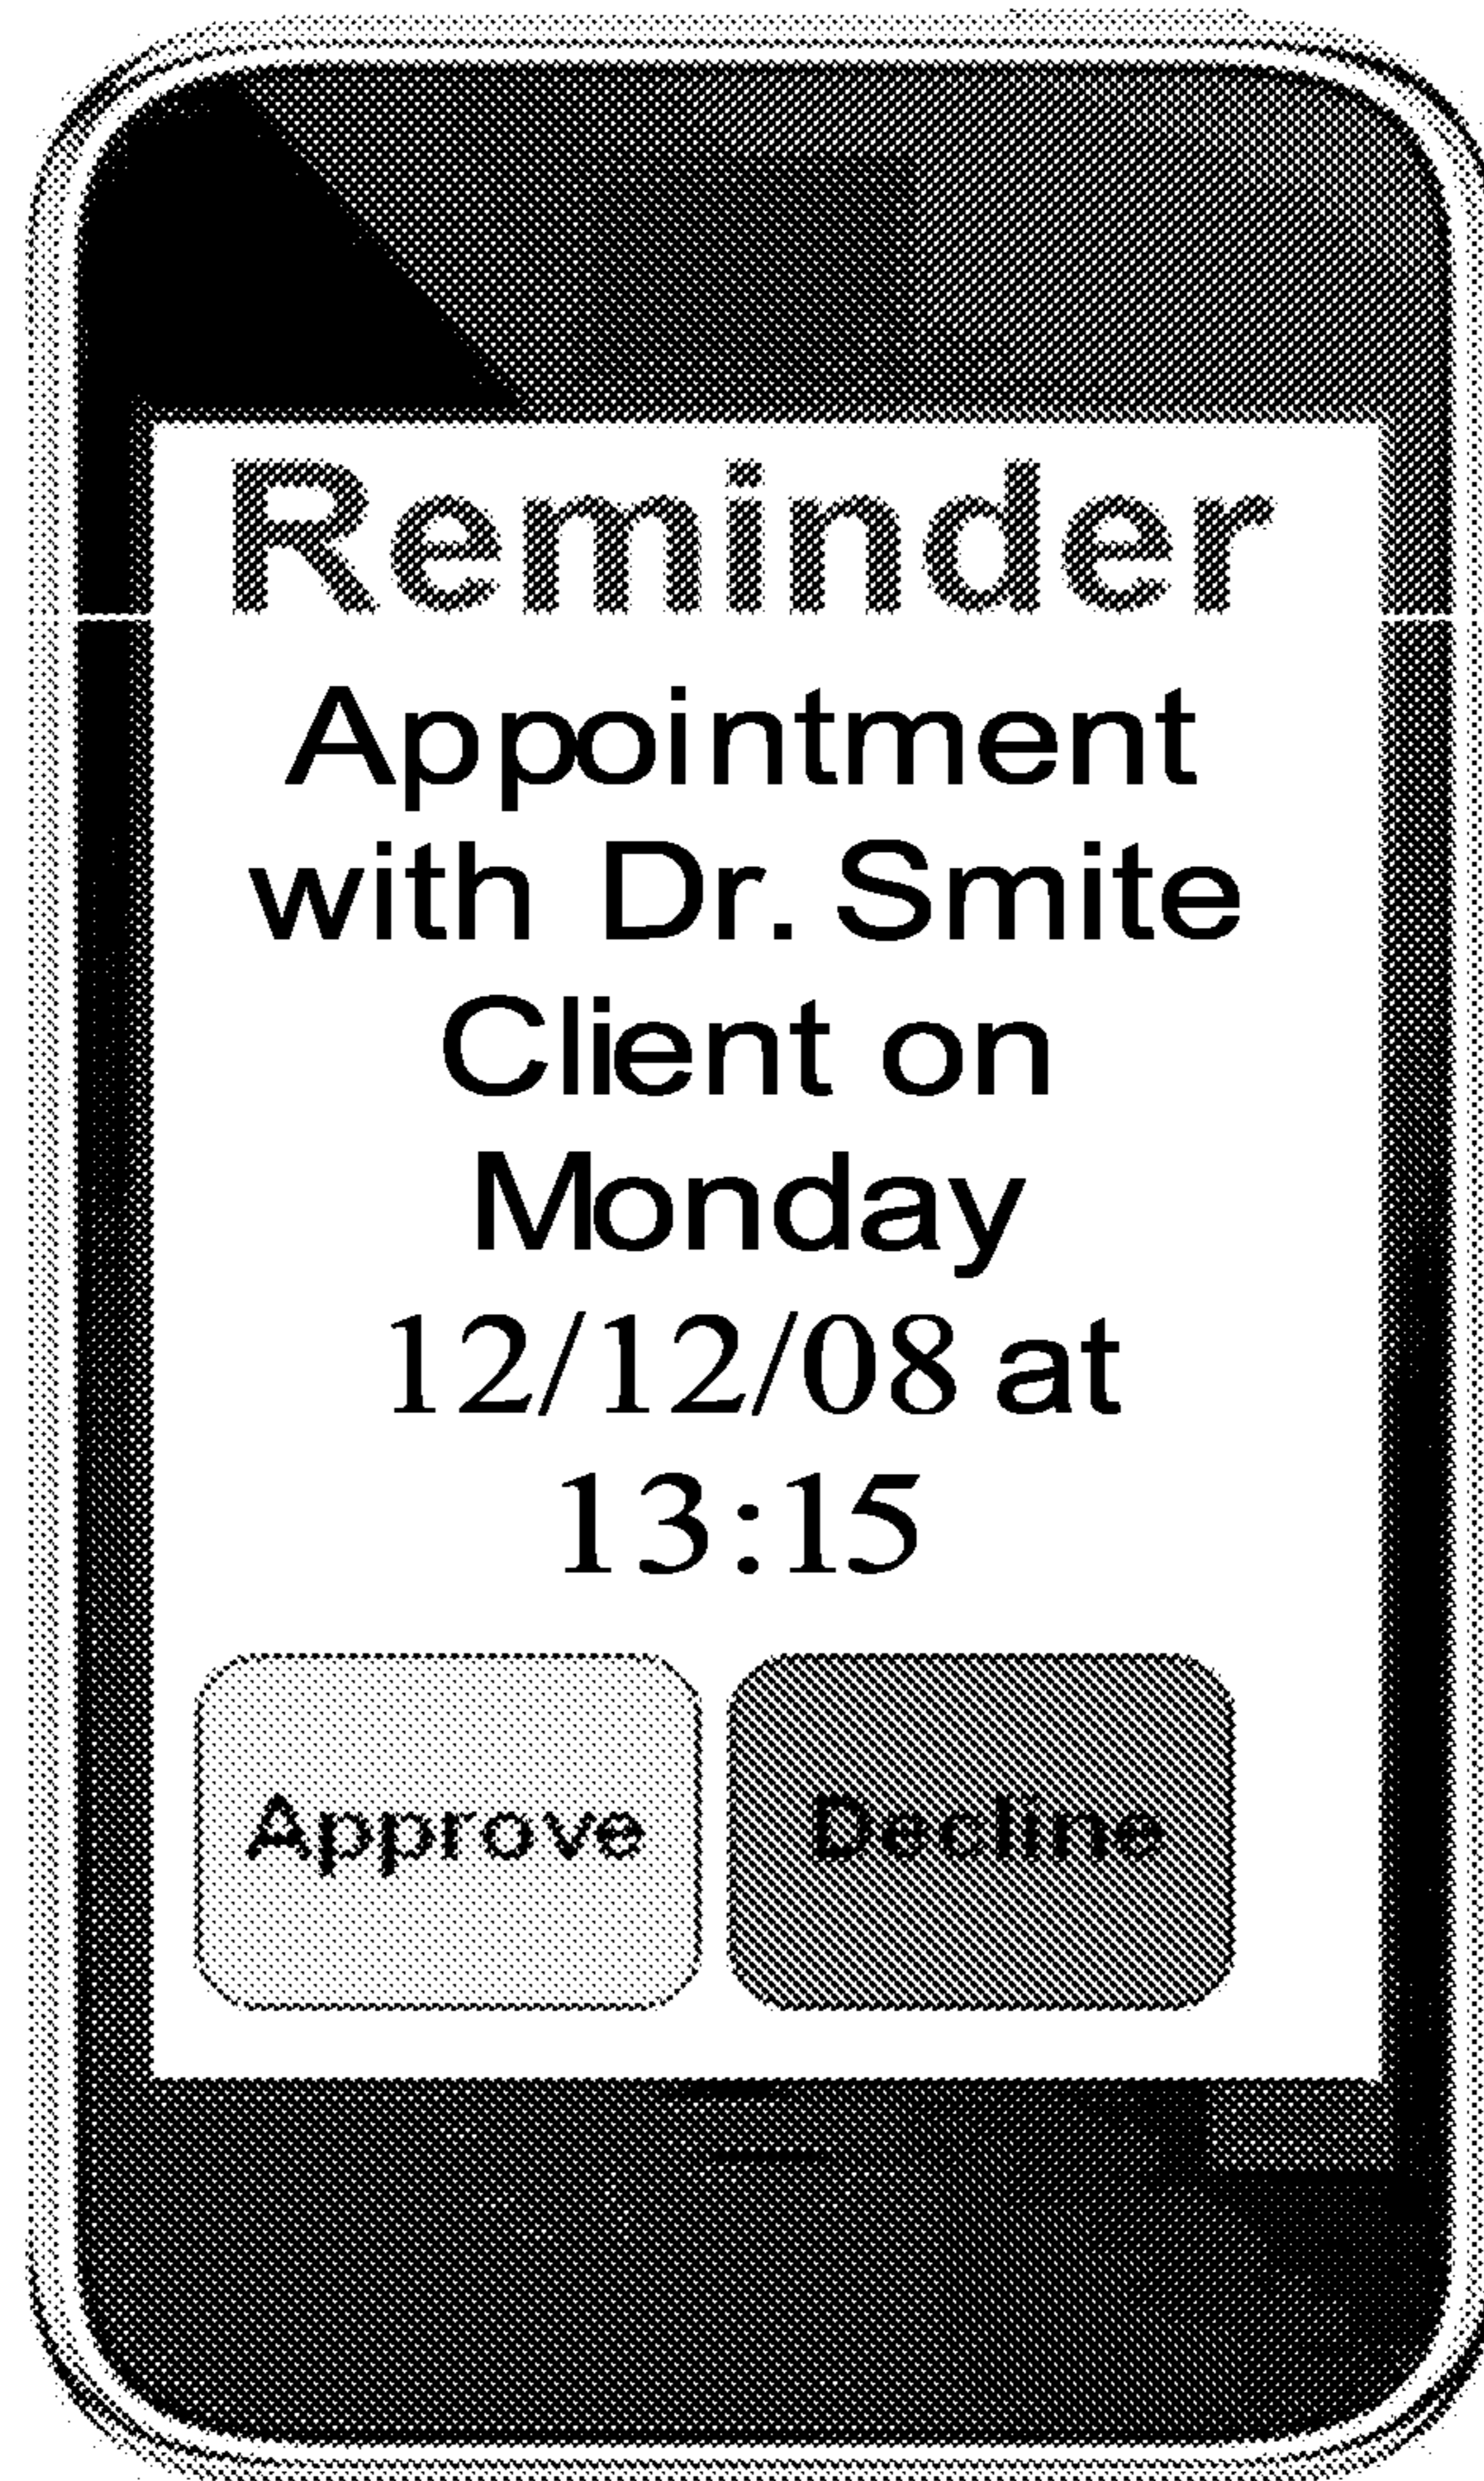 Reminder
Appointment
with Dr. Smite
Client on
Monday
12/12/08 at
13:15
Approve Decline